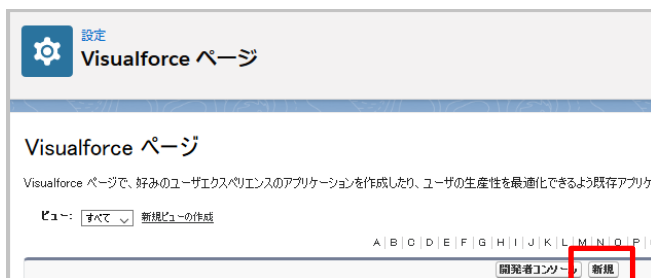 設定
Visualforce ページ
Visualforce ページ
Visualforce ページで、好みのユーザエクスペリエンスのアプリケーションを作成したり、ユーザの生産性を最適化できるよう既存アプリケ
ビュー: すべて 新規ビューの作成
A | B | C | D | E | F | G | H | I | J | K | L | M | N | O | P |
開発者コンソール 新規